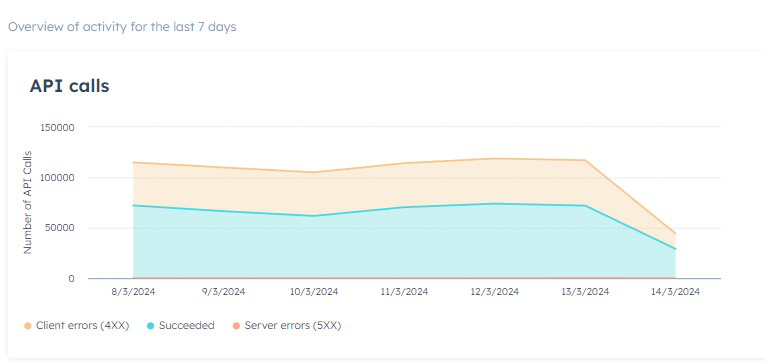 Overview of activity for the last 7 days
API calls
Number of API Calls
150000
100000
50000
0
8/3/2024 9/3/2024 10/3/2024 11/3/2024 12/3/2024 13/3/2024 14/3/2024
Client errors (4XX) Succeeded Server errors (5XX)